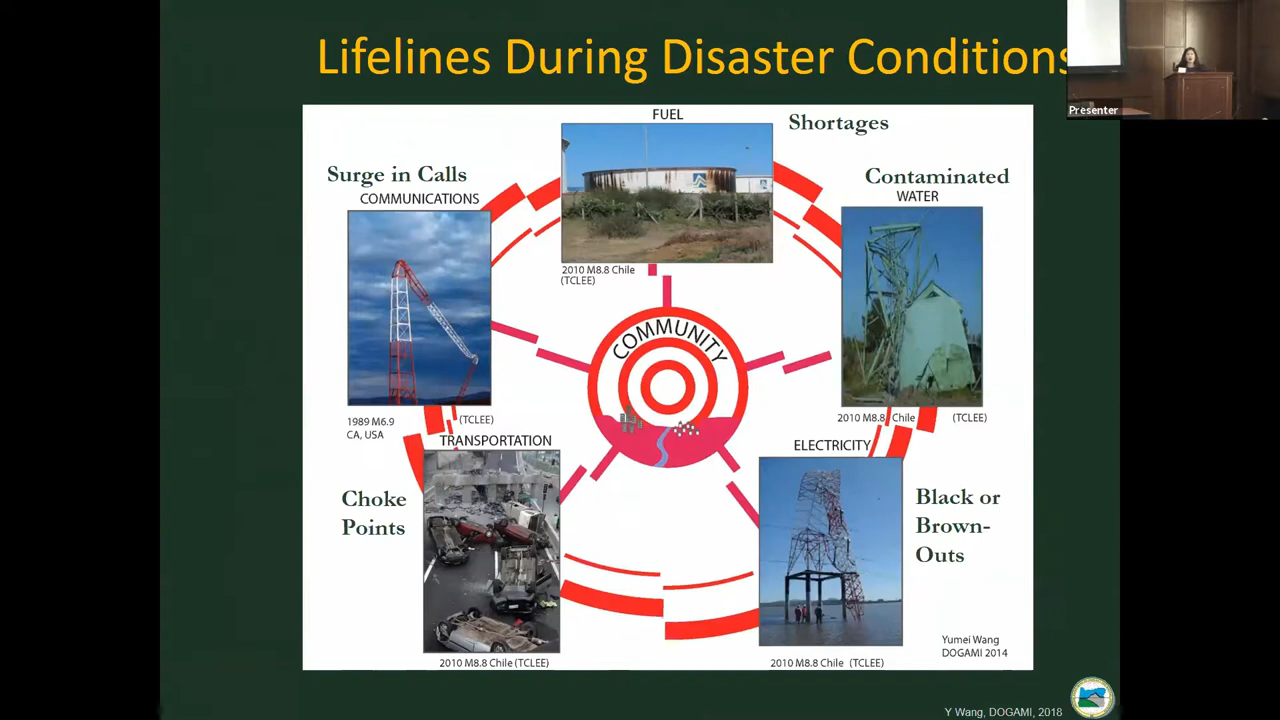 Lifelines During Disaster Conditions
Presenter
FUEL
Shortages
Surge in Calls
COMMUNICATIONS
Contaminated
WATER
2010 M8.8 Chile
(TCLEE)
COMMUNITY
1989 M6.9
CA, USA
(TCLEE)
2010 M8.8 Chile
(TCLEE)
TRANSPORTATION
ELECTRICITY
Choke
Points
Black or
Brown-
Outs
2010 M8.8 Chile (TCLEE)
2010 M8.8 Chile (TCLEE)
Yumei Wang
DOGAMI 2014
Y Wang, DOGAMI, 2018